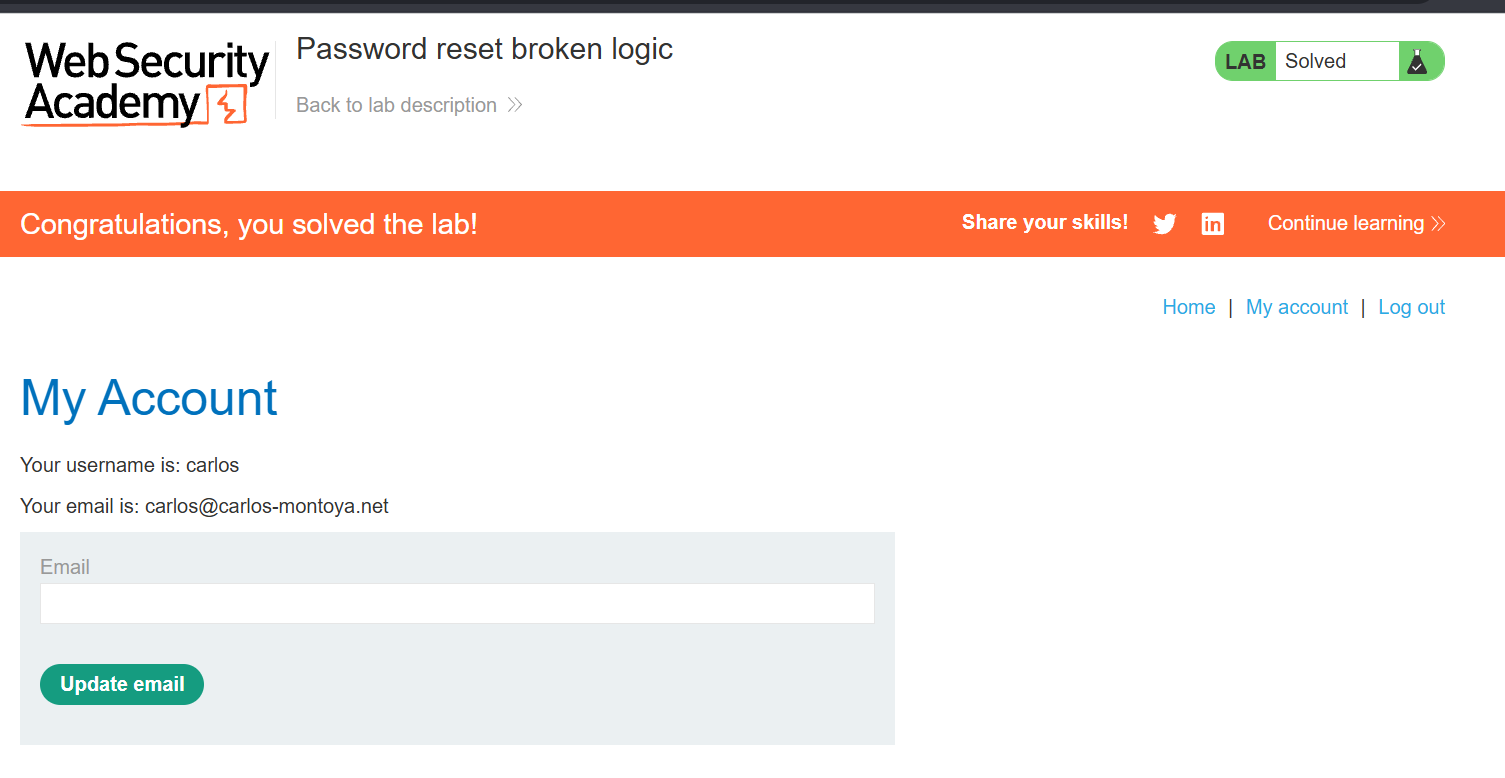 Web Security
Academy
Password reset broken logic
Back to lab description
LAB Solved
Congratulations, you solved the lab!
Share your skills!
Continue learning
Home | My account | Log out
My Account
Your username is: carlos
Your email is: carlos@carlos-montoya.net
Email
Update email